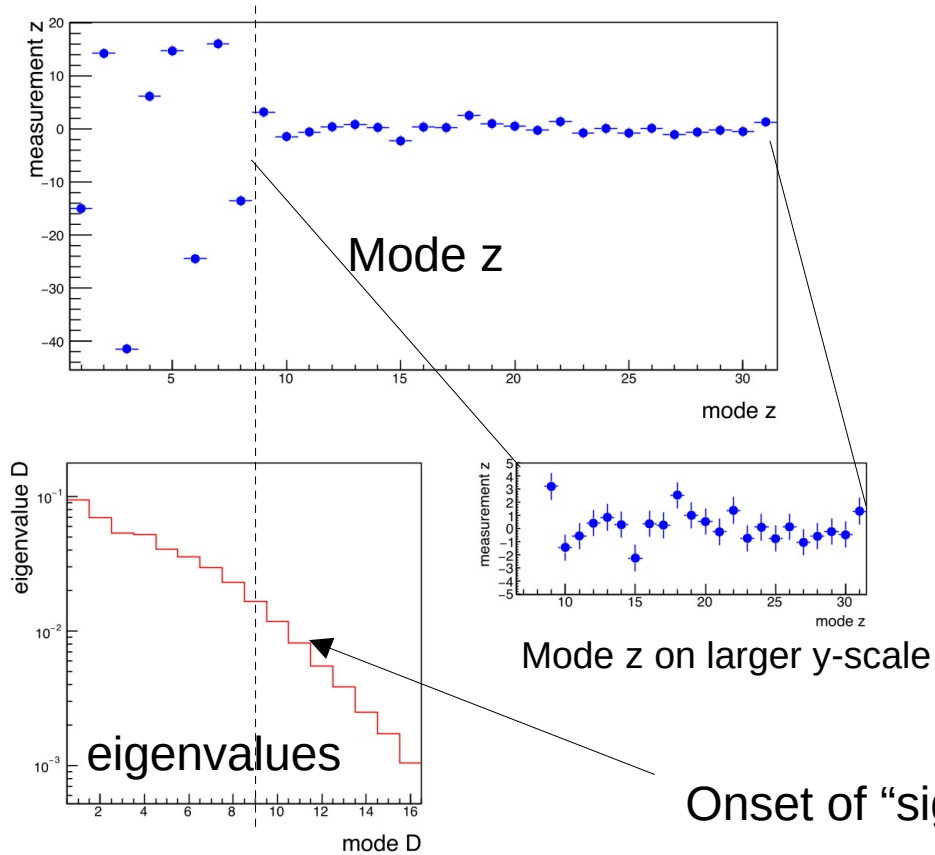 measurement z
20
10
0
−10
−20
−30
−40
5 10 15 20 25 30
mode z
Mode z
eigenvalue D
10−1
10−2
10−3
2 4 6 8 10 12 14 16
mode D
eigenvalues
measurement z
5
4
3
2
1
0
−1
−2
−3
−4
−5
10 15 20 25 30
mode z
Mode z on larger y-scale
Onset of “sig